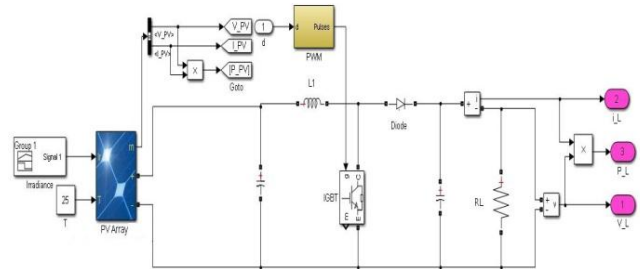 <V_PV>
<I_PV>
V_PV
I_PV
[P_PV]
Goto
X
1
d
d
Pulses
PWM
L1
Diode
Group 1
Signal 1
Irradiance
25
T
T
m
+
-
PV Array
IGBT
g
C
E
RL
+
-
i
+
-
v
X
2
i_L
3
P_L
1
V_L